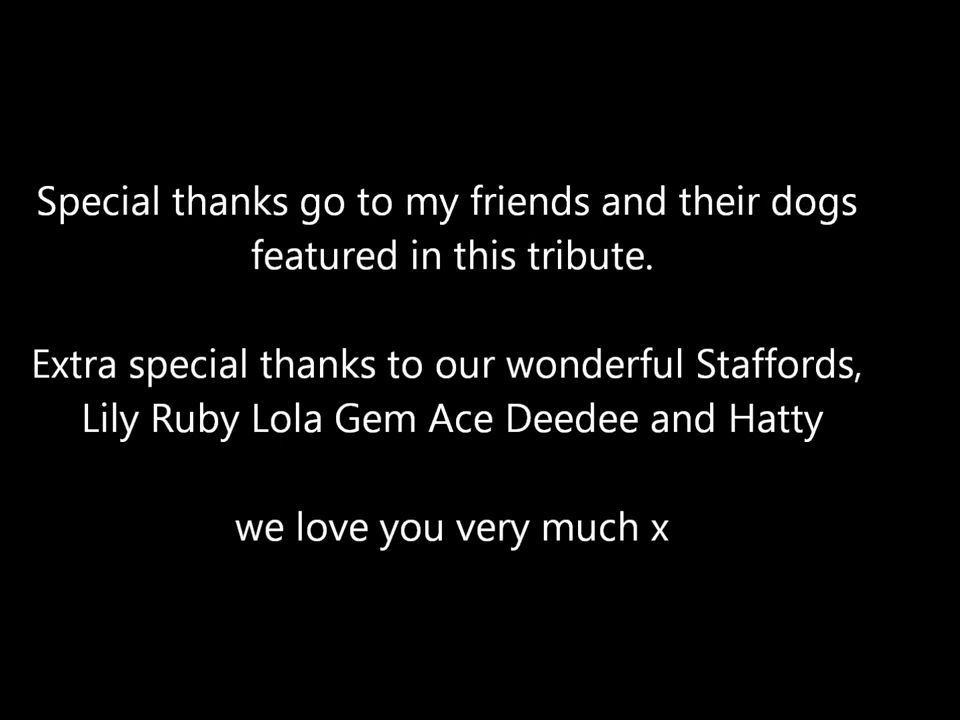 Special thanks go to my friends and their dogs
featured in this tribute.
Extra special thanks to our wonderful Staffords,
Lily Ruby Lola Gem Ace Deedee and Hatty
we love you very much x